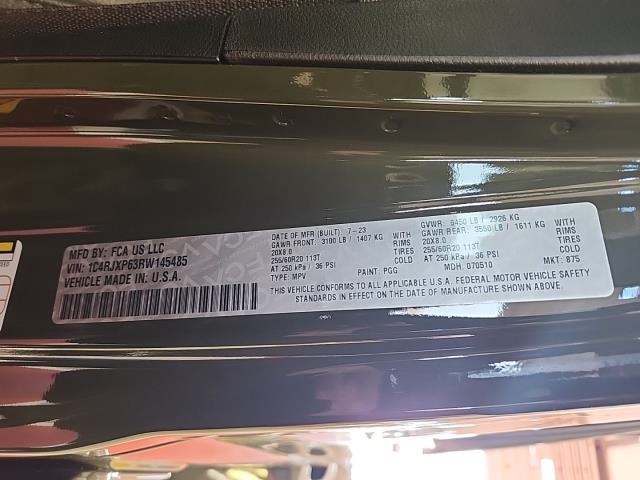 MFD BY: FCA US LLC
VIN: 1C4RJXP63RW145485
VEHICLE MADE IN: U.S.A.
DATE OF MFR (BUILT): 7-23
GAWR FRONT: 3100 LB / 1407 KG
20X8.0 RIMS
255/60R20 113T TIRES
AT 250 kPa / 36 PSI COLD
TYPE: MPV PAINT: PGG
GVWR: 6450 LB / 2926 KG
GAWR REAR: 3550 LB / 1611 KG
20X8.0 RIMS
255/60R20 113T TIRES
AT 250 kPa / 36 PSI COLD
MDH: 070510 MKT: 875
THIS VEHICLE CONFORMS TO ALL APPLICABLE U.S.A. FEDERAL MOTOR VEHICLE
SAFETY STANDARDS IN EFFECT ON THE DATE OF MANUFACTURE SHOWN ABOVE.